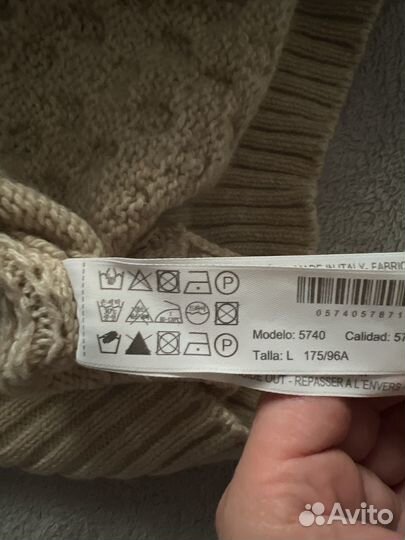 MADE IN ITALY - FABRIC
0574057871
Modelo: 5740 Calidad: 57
Talla: L 175/96A
DE OUT - REPASSER A L'ENVERS -
P
P
P
Avito